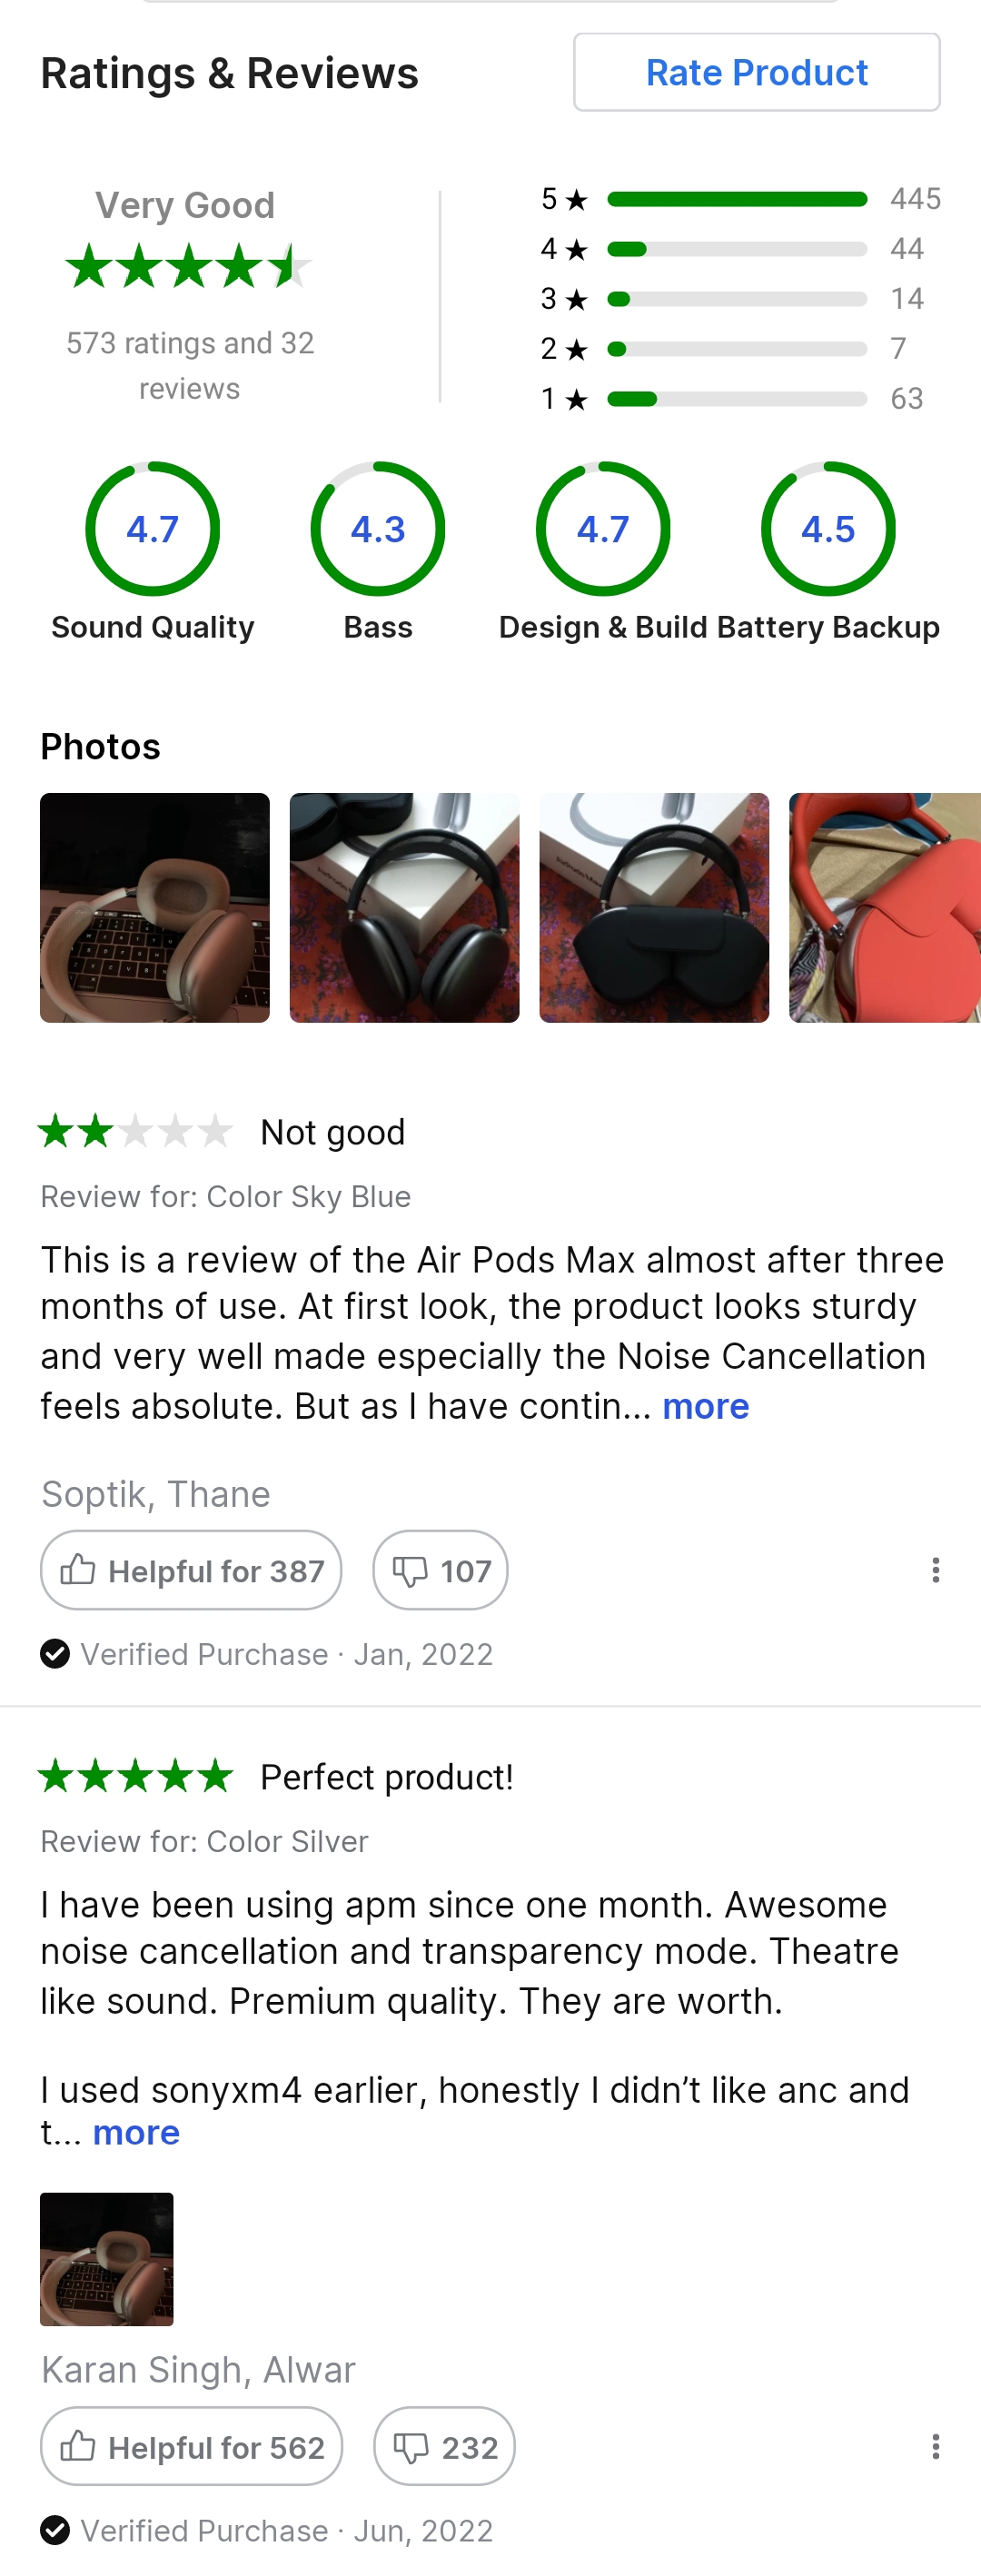 Ratings & Reviews
Rate Product
Very Good
573 ratings and 32
reviews
5 ★ 445
4 ★ 44
3 ★ 14
2 ★ 7
1 ★ 63
4.7 4.3 4.7 4.5
Sound Quality Bass Design & Build Battery Backup
Photos
Not good
Review for: Color Sky Blue
This is a review of the Air Pods Max almost after three
months of use. At first look, the product looks sturdy
and very well made especially the Noise Cancellation
feels absolute. But as I have contin... more
Soptik, Thane
Helpful for 387 107
Verified Purchase · Jan, 2022
Perfect product!
Review for: Color Silver
I have been using apm since one month. Awesome
noise cancellation and transparency mode. Theatre
like sound. Premium quality. They are worth.
I used sonyxm4 earlier, honestly I didn’t like anc and
t... more
Karan Singh, Alwar
Helpful for 562 232
Verified Purchase · Jun, 2022